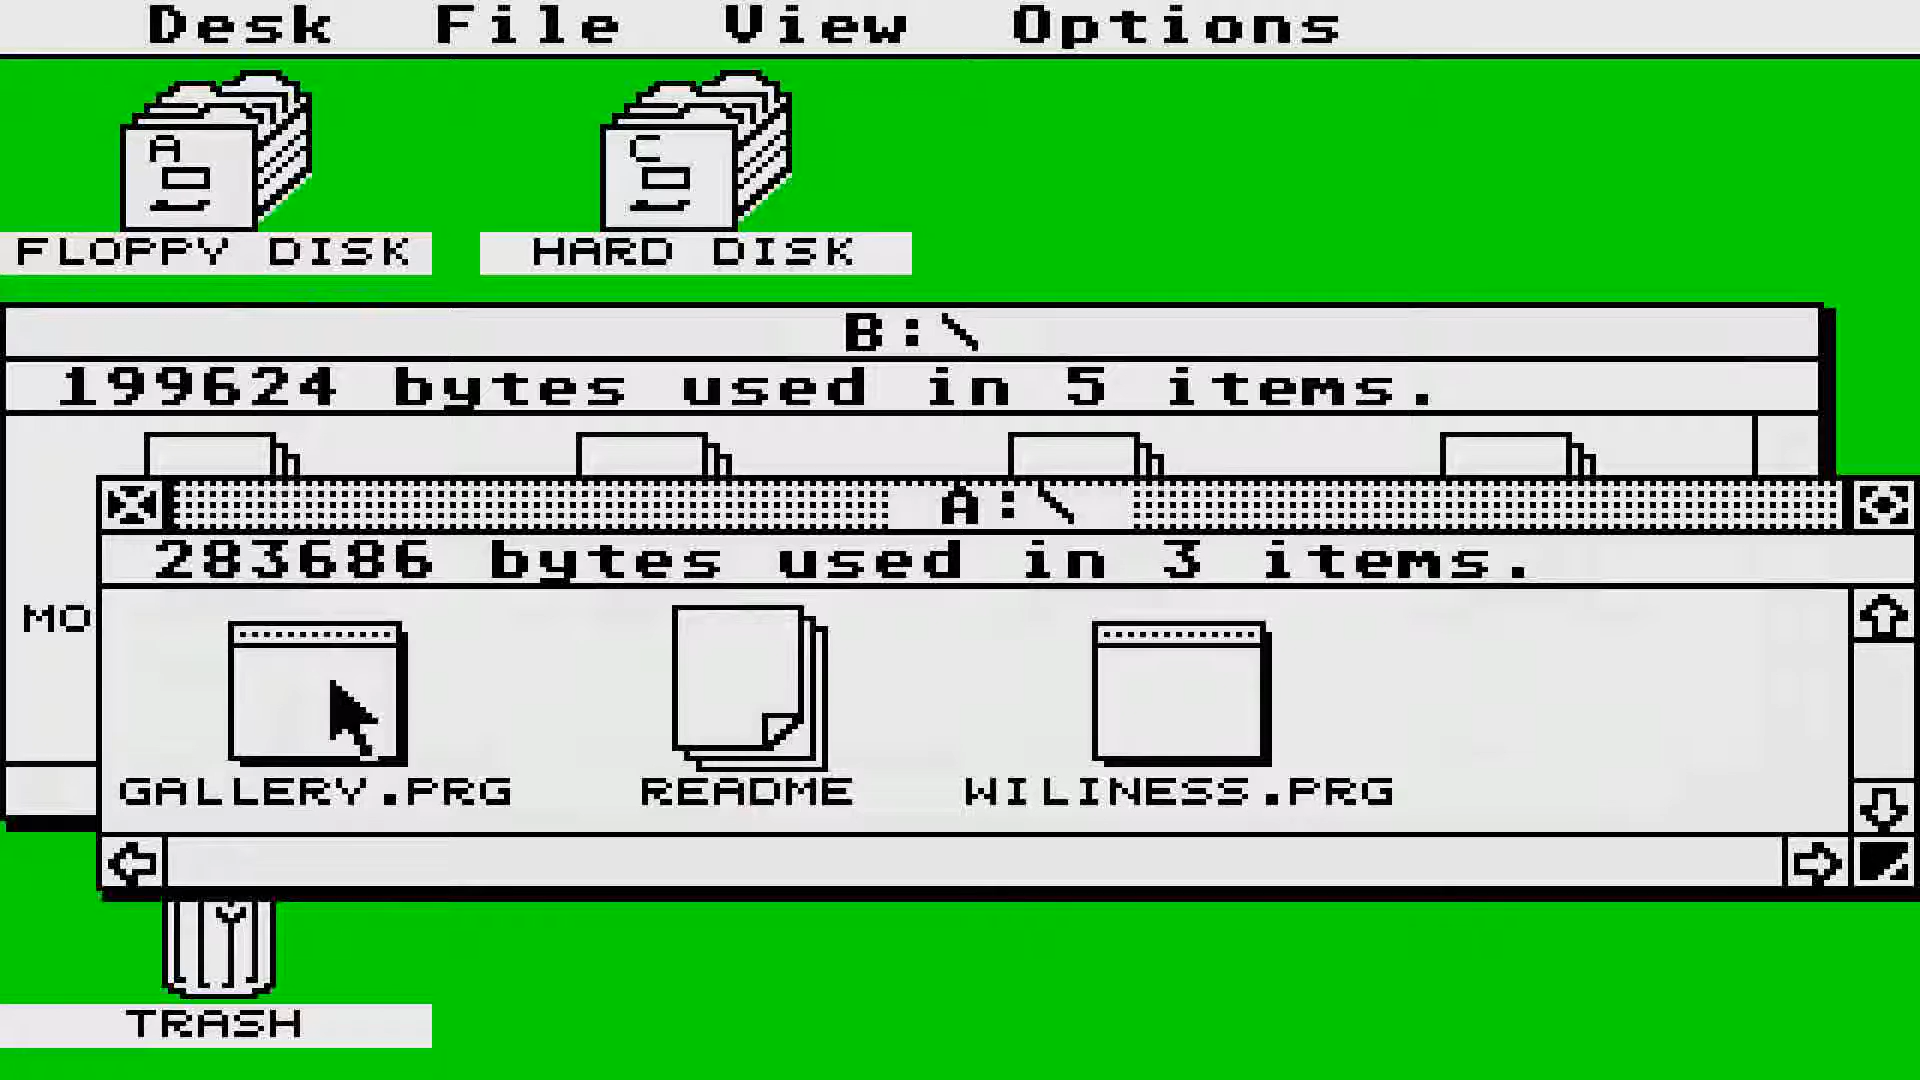 Desk File View Options
A
C
FLOPPY DISK
HARD DISK
B:\
199624 bytes used in 5 items.
A:\
283686 bytes used in 3 items.
MO
GALLERY.PRG
README
WILINESS.PRG
TRASH